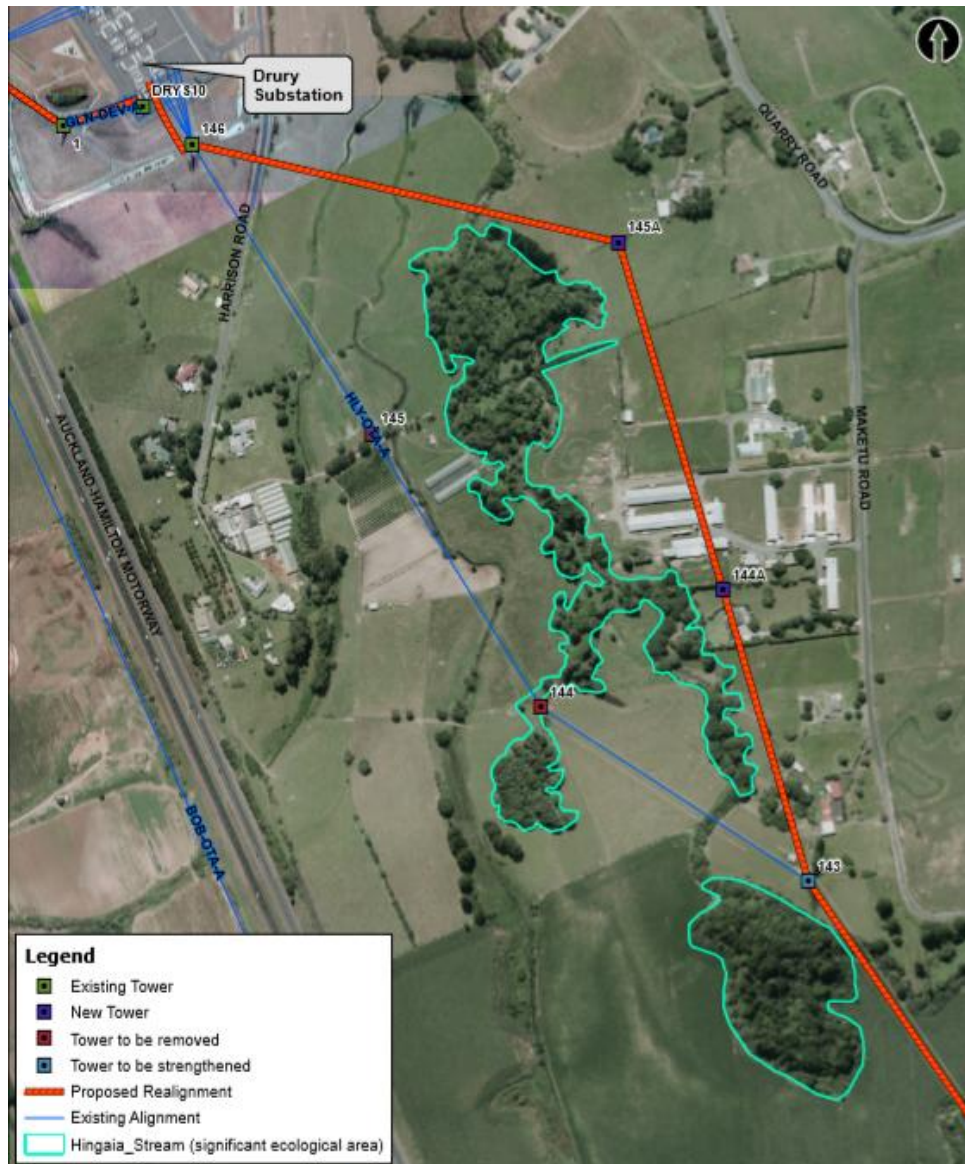 Drury
Substation
DRY S10
GLN-DEV-A
1
146
QUARRY ROAD
HARRISON ROAD
145A
HLY-OTA-A
145
MAKETU ROAD
AUCKLAND-HAMILTON MOTORWAY
144A
144
BOB-OTA-A
143
Legend
Existing Tower
New Tower
Tower to be removed
Tower to be strengthened
Proposed Realignment
Existing Alignment
Hingaia_Stream (significant ecological area)